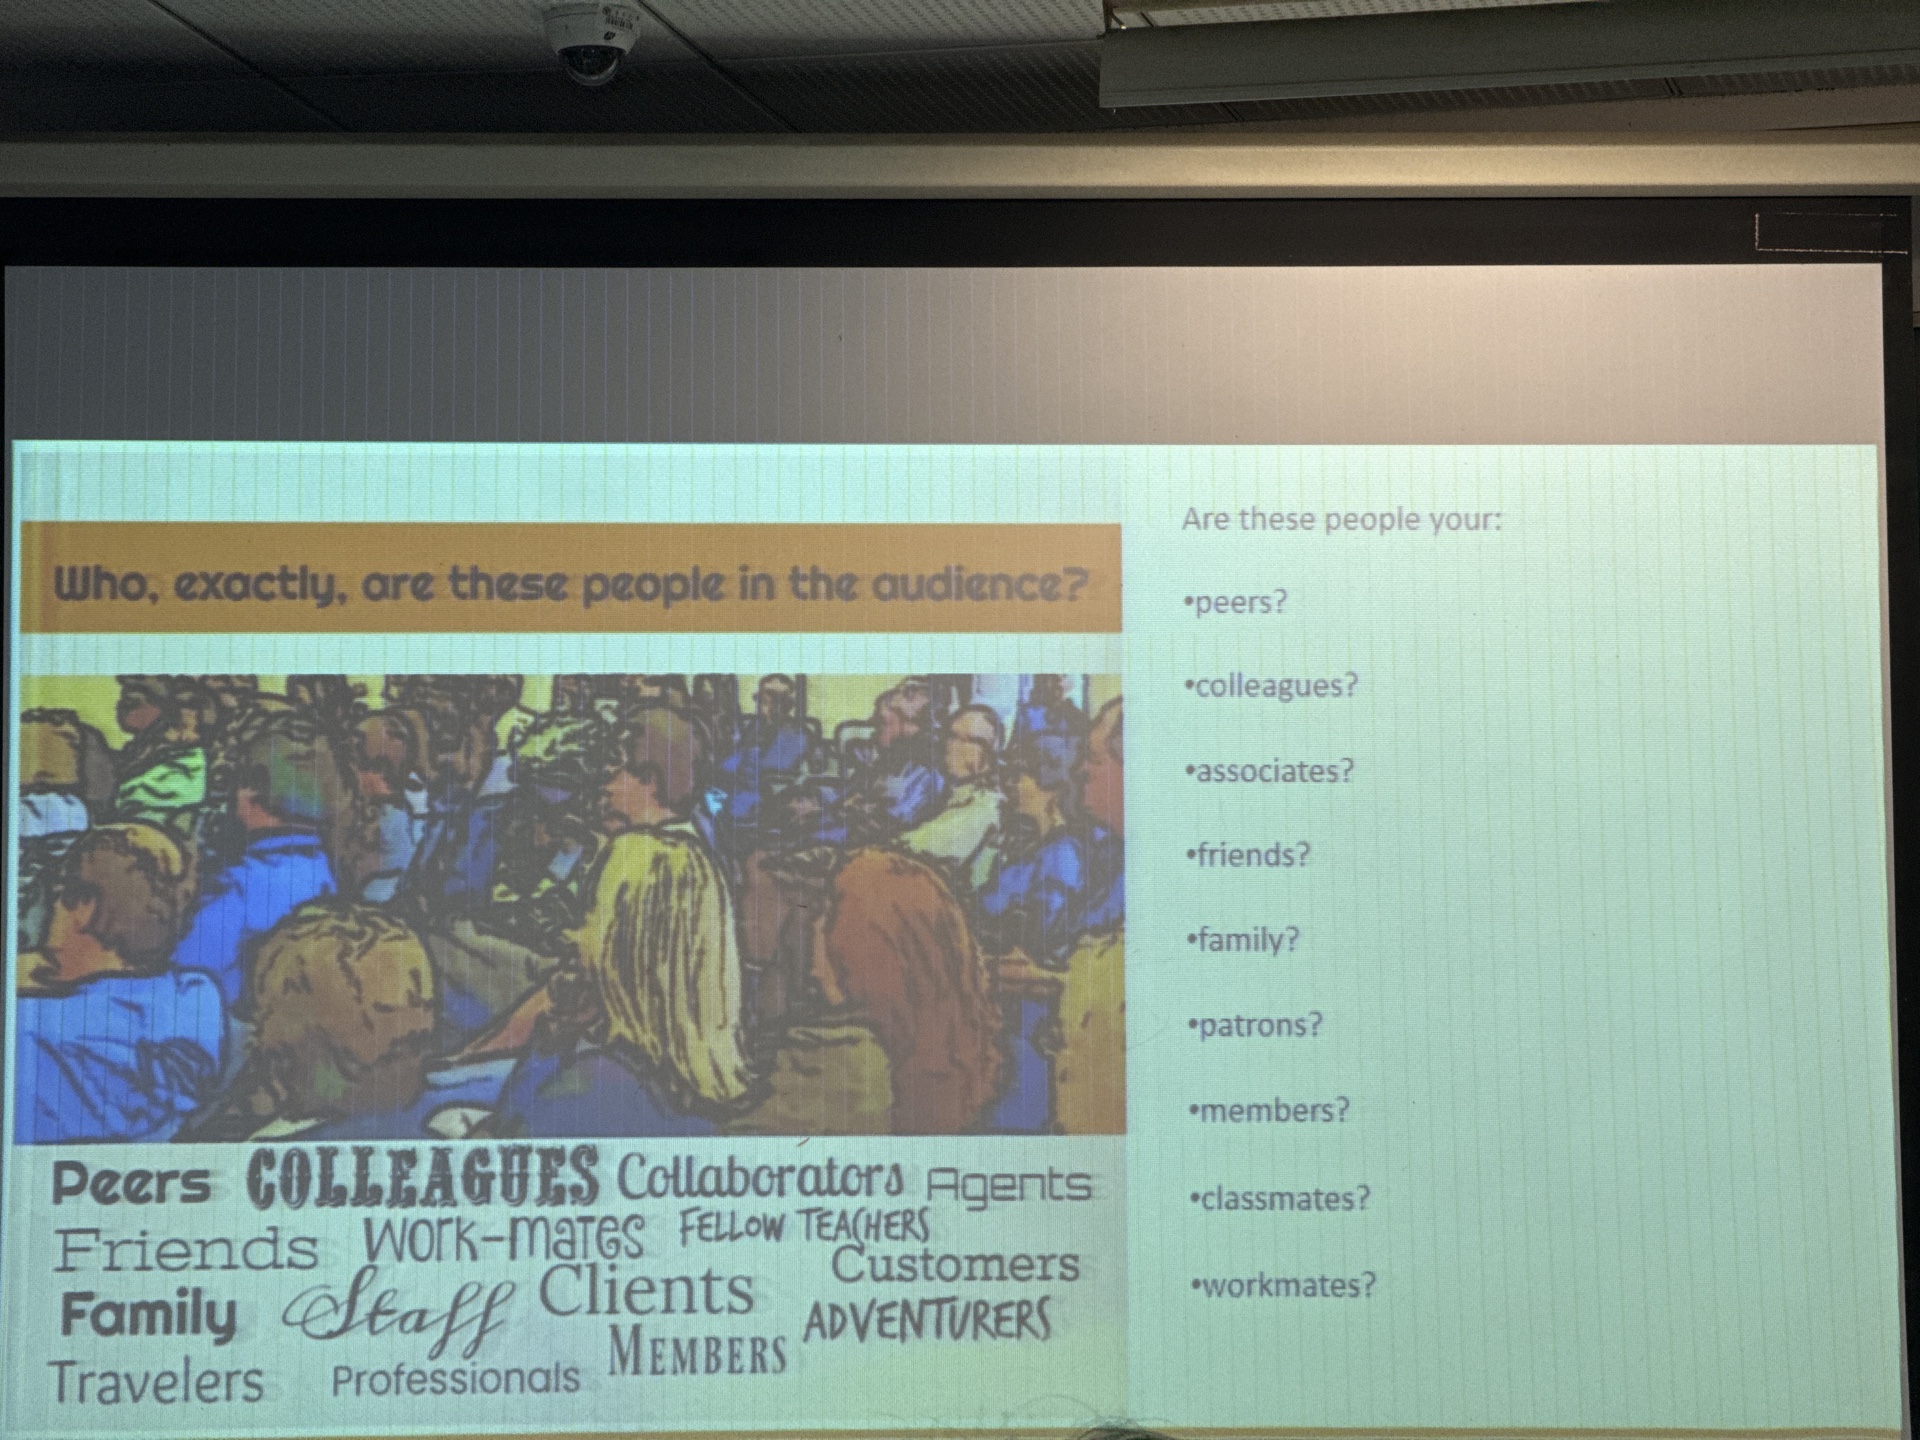 Who, exactly, are these people in the audience?
Peers COLLEAGUES Collaborators Agents
Friends Work-mates FELLOW TEACHERS
Customers
Family Staff Clients
ADVENTURERS
MEMBERS
Travelers Professionals
Are these people your:
•peers?
•colleagues?
•associates?
•friends?
•family?
•patrons?
•members?
•classmates?
•workmates?